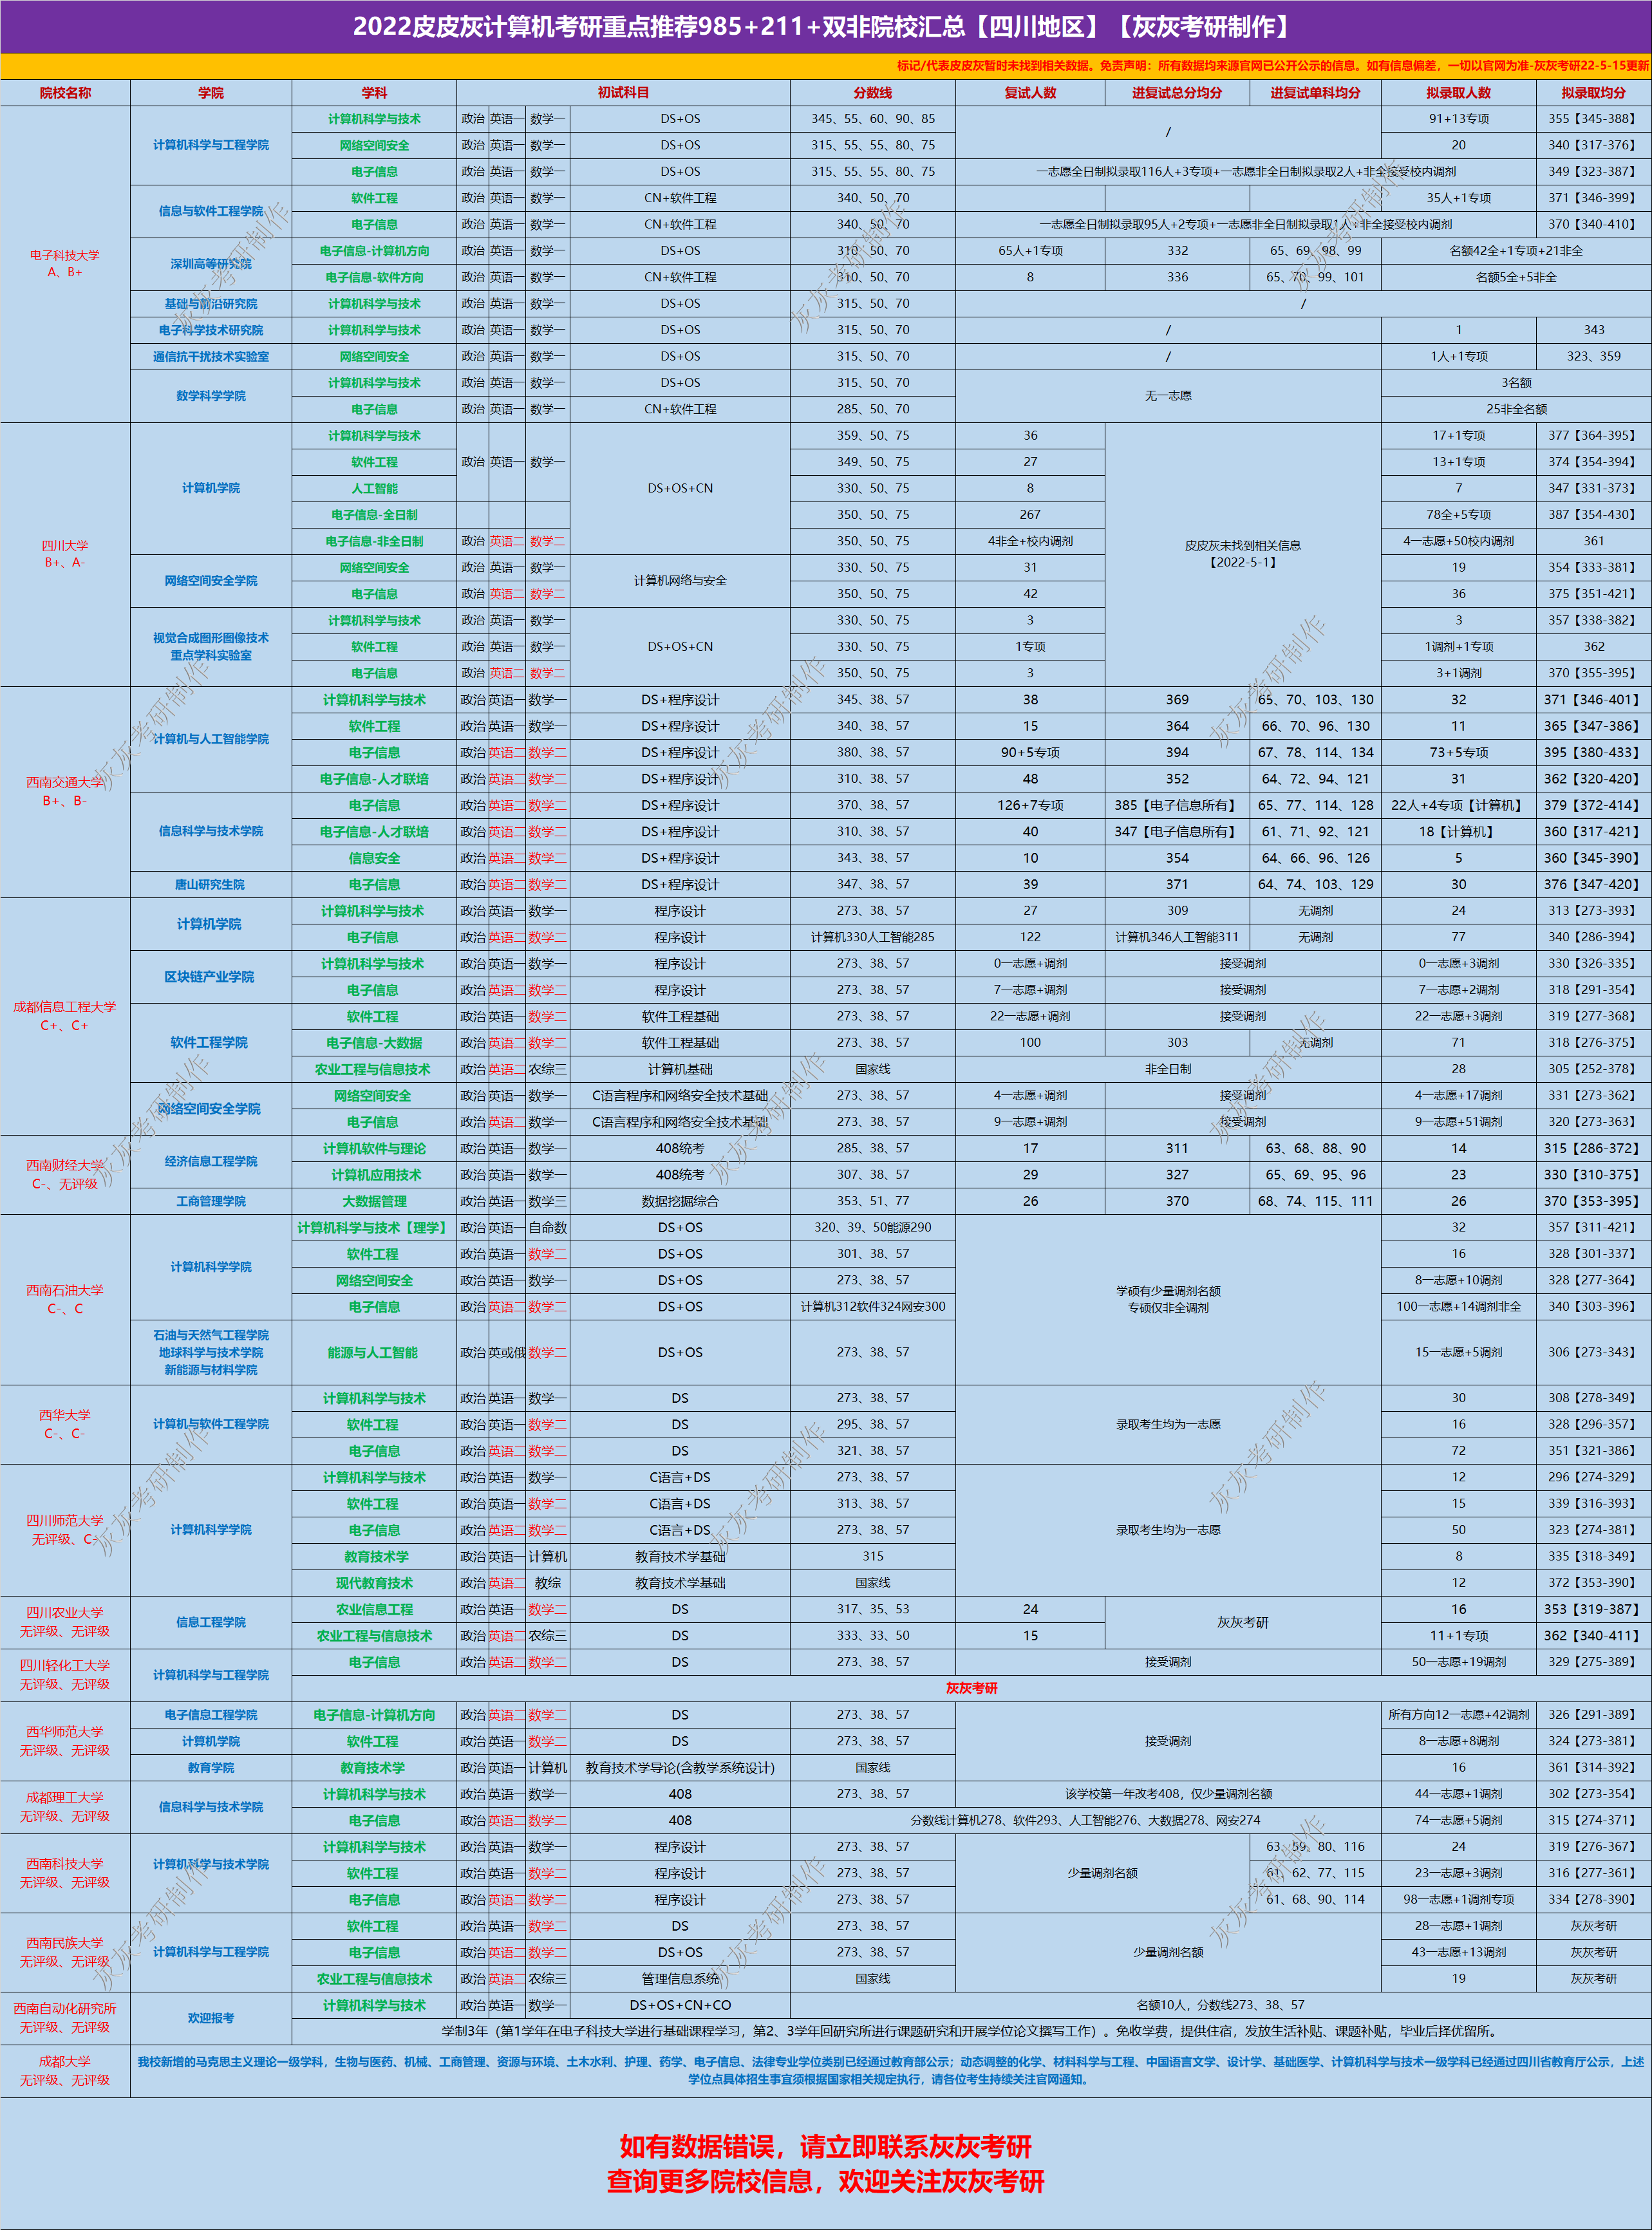 2022皮皮灰计算机考研重点推荐985+211+双非院校汇总【四川地区】【灰灰考研制作】
标记/代表皮皮灰暂时未找到相关数据。免责声明：所有数据均来源官网已公开公示的信息。如有信息偏差，一切以官网为准-灰灰考研22-5-15更新
院校名称 学院 学科 初试科目 分数线 复试人数 进复试总分均分 进复试单科均分 拟录取人数 拟录取均分
电子科技大学
A、B+
计算机科学与工程学院 计算机科学与技术 政治 英语一 数学一 DS+OS 345、55、60、90、85 / 91+13专项 355【345-388】
网络空间安全 政治 英语一 数学一 DS+OS 315、55、55、80、75 20 340【317-376】
电子信息 政治 英语一 数学一 DS+OS 315、55、55、80、75 一志愿全日制拟录取116人+3专项+一志愿非全日制拟录取2人+非全接受校内调剂 349【323-387】
信息与软件工程学院 软件工程 政治 英语一 数学一 CN+软件工程 340、50、70 35人+1专项 371【346-399】
电子信息 政治 英语一 数学一 CN+软件工程 340、50、70 一志愿全日制拟录取95人+2专项+一志愿非全日制拟录取1人+非全接受校内调剂 370【340-410】
深圳高等研究院 电子信息-计算机方向 政治 英语一 数学一 DS+OS 310、50、70 65人+1专项 332 65、69、98、99 名额42全+1专项+21非全
电子信息-软件方向 政治 英语一 数学一 CN+软件工程 310、50、70 8 336 65、70、99、101 名额5全+5非全
基础与前沿研究院 计算机科学与技术 政治 英语一 数学一 DS+OS 315、50、70 /
电子科学技术研究院 计算机科学与技术 政治 英语一 数学一 DS+OS 315、50、70 / 1 343
通信抗干扰技术实验室 网络空间安全 政治 英语一 数学一 DS+OS 315、50、70 / 1人+1专项 323、359
数学科学学院 计算机科学与技术 政治 英语一 数学一 DS+OS 315、50、70 无一志愿 3名额
电子信息 政治 英语一 数学一 CN+软件工程 285、50、70 25非全名额
四川大学
B+、A-
计算机学院 计算机科学与技术 359、50、75 36 17+1专项 377【364-395】
软件工程 政治 英语一 数学一 349、50、75 27 13+1专项 374【354-394】
人工智能 DS+OS+CN 330、50、75 8 7 347【331-373】
电子信息-全日制 350、50、75 267 78全+5专项 387【354-430】
电子信息-非全日制 政治 英语二 数学二 350、50、75 4非全+校内调剂 4一志愿+50校内调剂 361
皮皮灰未找到相关信息
【2022-5-1】
网络空间安全学院 网络空间安全 政治 英语一 数学一 计算机网络与安全 330、50、75 31 19 354【333-381】
电子信息 政治 英语二 数学二 350、50、75 42 36 375【351-421】
视觉合成图形图像技术
重点学科实验室
计算机科学与技术 政治 英语一 数学一 DS+OS+CN 330、50、75 3 3 357【338-382】
软件工程 政治 英语一 数学一 330、50、75 1专项 1调剂+1专项 362
电子信息 政治 英语二 数学二 350、50、75 3 3+1调剂 370【355-395】
西南交通大学
B+、B-
计算机与人工智能学院 计算机科学与技术 政治 英语一 数学一 DS+程序设计 345、38、57 38 369 65、70、103、130 32 371【346-401】
软件工程 政治 英语一 数学一 DS+程序设计 340、38、57 15 364 66、70、96、130 11 365【347-386】
电子信息 政治 英语二 数学二 DS+程序设计 380、38、57 90+5专项 394 67、78、114、134 73+5专项 395【380-433】
电子信息-人才联培 政治 英语二 数学二 DS+程序设计 310、38、57 48 352 64、72、94、121 31 362【320-420】
信息科学与技术学院 电子信息 政治 英语二 数学二 DS+程序设计 370、38、57 126+7专项 385【电子信息所有】 65、77、114、128 22人+4专项【计算机】 379【372-414】
电子信息-人才联培 政治 英语二 数学二 DS+程序设计 310、38、57 40 347【电子信息所有】 61、71、92、121 18【计算机】 360【317-421】
信息安全 政治 英语二 数学二 DS+程序设计 343、38、57 10 354 64、66、96、126 5 360【345-390】
唐山研究生院 电子信息 政治 英语二 数学二 DS+程序设计 347、38、57 39 371 64、74、103、129 30 376【347-420】
成都信息工程大学
C+、C+
计算机学院 计算机科学与技术 政治 英语一 数学一 程序设计 273、38、57 27 309 无调剂 24 313【273-393】
电子信息 政治 英语二 数学二 程序设计 计算机330人工智能285 122 计算机346人工智能311 无调剂 77 340【286-394】
区块链产业学院 计算机科学与技术 政治 英语一 数学一 程序设计 273、38、57 0一志愿+调剂 接受调剂 0一志愿+3调剂 330【326-335】
电子信息 政治 英语二 数学二 程序设计 273、38、57 7一志愿+调剂 接受调剂 7一志愿+2调剂 318【291-354】
软件工程学院 软件工程 政治 英语一 数学二 软件工程基础 273、38、57 22一志愿+调剂 接受调剂 22一志愿+3调剂 319【277-368】
电子信息-大数据 政治 英语二 数学二 软件工程基础 273、38、57 100 303 无调剂 71 318【276-375】
农业工程与信息技术 政治 英语二 农综三 计算机基础 国家线 非全日制 28 305【252-378】
网络空间安全学院 网络空间安全 政治 英语一 数学一 C语言程序和网络安全技术基础 273、38、57 4一志愿+调剂 接受调剂 4一志愿+17调剂 331【273-362】
电子信息 政治 英语二 数学一 C语言程序和网络安全技术基础 273、38、57 9一志愿+调剂 接受调剂 9一志愿+51调剂 320【273-363】
西南财经大学
C-、无评级
经济信息工程学院 计算机软件与理论 政治 英语一 数学一 408统考 285、38、57 17 311 63、68、88、90 14 315【286-372】
计算机应用技术 政治 英语一 数学一 408统考 307、38、57 29 327 65、69、95、96 23 330【310-375】
工商管理学院 大数据管理 政治 英语一 数学三 数据挖掘综合 353、51、77 26 370 68、74、115、111 26 370【353-395】
西南石油大学
C-、C
计算机科学学院 计算机科学与技术【理学】 政治 英语一 自命数 DS+OS 320、39、50能源290 32 357【311-421】
软件工程 政治 英语一 数学二 DS+OS 301、38、57 16 328【301-337】
网络空间安全 政治 英语一 数学一 DS+OS 273、38、57 8一志愿+10调剂 328【277-364】
电子信息 政治 英语二 数学二 DS+OS 计算机312软件324网安300 100一志愿+14调剂非全 340【303-396】
学硕有少量调剂名额
专硕仅非全调剂
石油与天然气工程学院
地球科学与技术学院
新能源与材料学院
能源与人工智能 政治 英或俄 数学二 DS+OS 273、38、57 15一志愿+5调剂 306【273-343】
西华大学
C-、C-
计算机与软件工程学院 计算机科学与技术 政治 英语一 数学一 DS 273、38、57 30 308【278-349】
软件工程 政治 英语一 数学二 DS 295、38、57 录取考生均为一志愿 16 328【296-357】
电子信息 政治 英语二 数学二 DS 321、38、57 72 351【321-386】
四川师范大学
无评级、C-
计算机科学学院 计算机科学与技术 政治 英语一 数学一 C语言+DS 273、38、57 12 296【274-329】
软件工程 政治 英语一 数学二 C语言+DS 313、38、57 15 339【316-393】
电子信息 政治 英语二 数学二 C语言+DS 273、38、57 录取考生均为一志愿 50 323【274-381】
教育技术学 政治 英语一 计算机 教育技术学基础 315 8 335【318-349】
现代教育技术 政治 英语二 教综 教育技术学基础 国家线 12 372【353-390】
四川农业大学
无评级、无评级
信息工程学院 农业信息工程 政治 英语一 数学二 DS 317、35、53 24 灰灰考研 16 353【319-387】
农业工程与信息技术 政治 英语二 农综三 DS 333、33、50 15 11+1专项 362【340-411】
四川轻化工大学
无评级、无评级
计算机科学与工程学院 电子信息 政治 英语二 数学二 DS 273、38、57 接受调剂 50一志愿+19调剂 329【275-389】
灰灰考研
西华师范大学
无评级、无评级
电子信息工程学院 电子信息-计算机方向 政治 英语二 数学二 DS 273、38、57 所有方向12一志愿+42调剂 326【291-389】
计算机学院 软件工程 政治 英语一 数学二 DS 273、38、57 接受调剂 8一志愿+8调剂 324【273-381】
教育学院 教育技术学 政治 英语一 计算机 教育技术学导论(含教学系统设计) 国家线 16 361【314-392】
成都理工大学
无评级、无评级
信息科学与技术学院 计算机科学与技术 政治 英语一 数学一 408 273、38、57 该学校第一年改考408，仅少量调剂名额 44一志愿+1调剂 302【273-354】
电子信息 政治 英语二 数学二 408 分数线计算机278、软件293、人工智能276、大数据278、网安274 74一志愿+5调剂 315【274-371】
西南科技大学
无评级、无评级
计算机科学与技术学院 计算机科学与技术 政治 英语一 数学一 程序设计 273、38、57 63、59、80、116 24 319【276-367】
软件工程 政治 英语一 数学二 程序设计 273、38、57 少量调剂名额 61、62、77、115 23一志愿+3调剂 316【277-361】
电子信息 政治 英语二 数学二 程序设计 273、38、57 61、68、90、114 98一志愿+1调剂专项 334【278-390】
西南民族大学
无评级、无评级
计算机科学与工程学院 软件工程 政治 英语一 数学二 DS 273、38、57 28一志愿+1调剂 灰灰考研
电子信息 政治 英语二 数学二 DS+OS 273、38、57 少量调剂名额 43一志愿+13调剂 灰灰考研
农业工程与信息技术 政治 英语二 农综三 管理信息系统 国家线 19 灰灰考研
西南自动化研究所
无评级、无评级
欢迎报考 计算机科学与技术 政治 英语一 数学一 DS+OS+CN+CO 名额10人，分数线273、38、57
学制3年（第1学年在电子科技大学进行基础课程学习，第2、3学年回研究所进行课题研究和开展学位论文撰写工作）。免收学费，提供住宿，发放生活补贴、课题补贴，毕业后择优留所。
成都大学
无评级、无评级
我校新增的马克思主义理论一级学科，生物与医药、机械、工商管理、资源与环境、土木水利、护理、药学、电子信息、法律专业学位类别已经通过教育部公示；动态调整的化学、材料科学与工程、中国语言文学、设计学、基础医学、计算机科学与技术一级学科已经通过四川省教育厅公示，上述
学位点具体招生事宜须根据国家相关规定执行，请各位考生持续关注官网通知。
如有数据错误，请立即联系灰灰考研
查询更多院校信息，欢迎关注灰灰考研